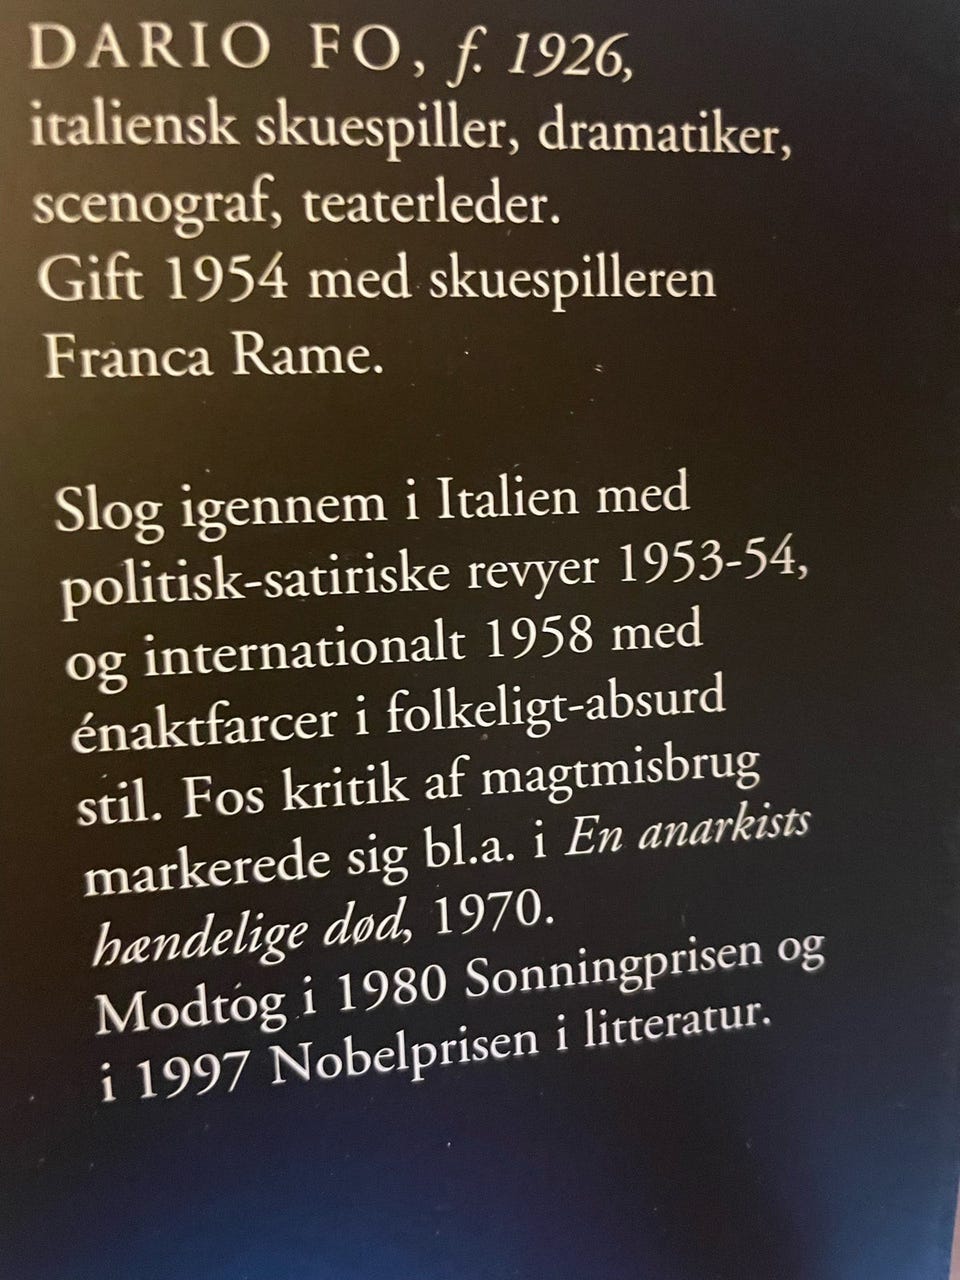 DARIO FO, f. 1926,
italiensk skuespiller, dramatiker,
scenograf, teaterleder.
Gift 1954 med skuespilleren
Franca Rame.
Slog igennem i Italien med
politisk-satiriske revyer 1953-54,
og internationalt 1958 med
énaktfarcer i folkeligt-absurd
stil. Fos kritik af magtmisbrug
markerede sig bl.a. i En anarkists
hændelige død, 1970.
Modtog i 1980 Sonningprisen og
i 1997 Nobelprisen i litteratur.